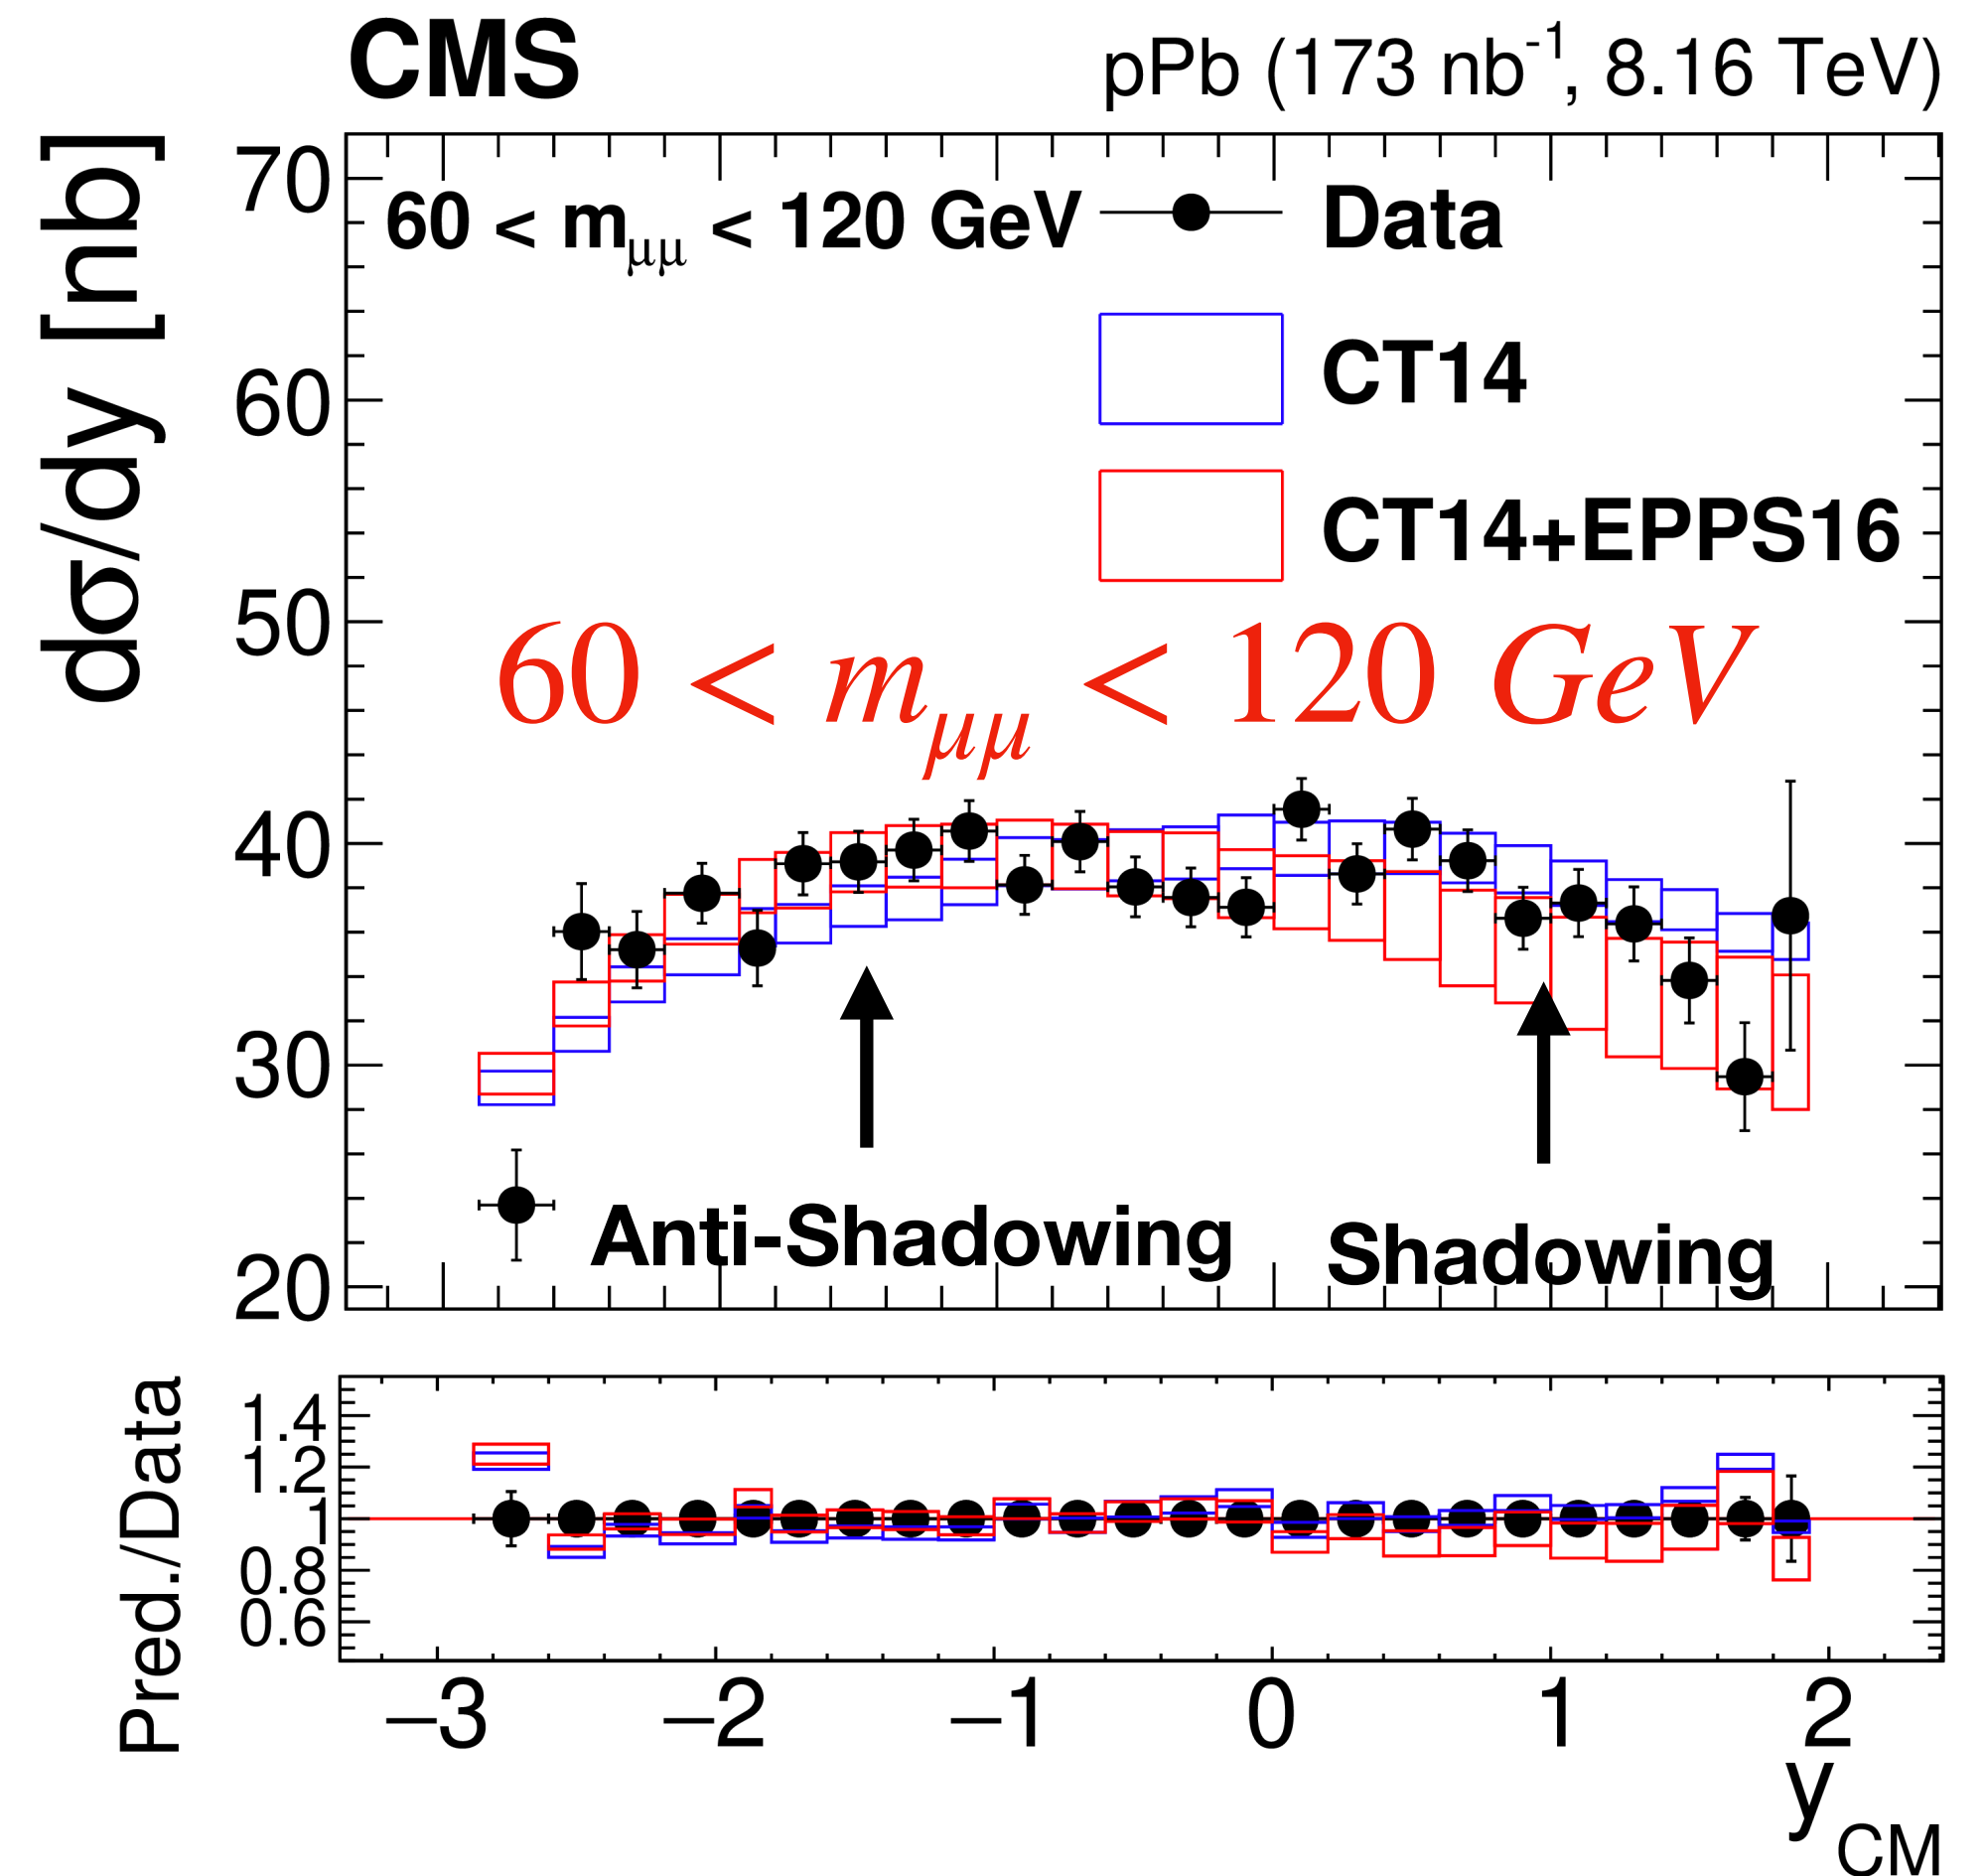 CMS
pPb (173 nb-1, 8.16 TeV)
dσ/dy [nb]
70
60
50
40
30
20
60 < mμμ < 120 GeV
Data
CT14
CT14+EPPS16
60 < mμμ < 120 GeV
Anti-Shadowing
Shadowing
Pred./Data
1.4
1.2
1
0.8
0.6
−3 −2 −1 0 1 2
yCM